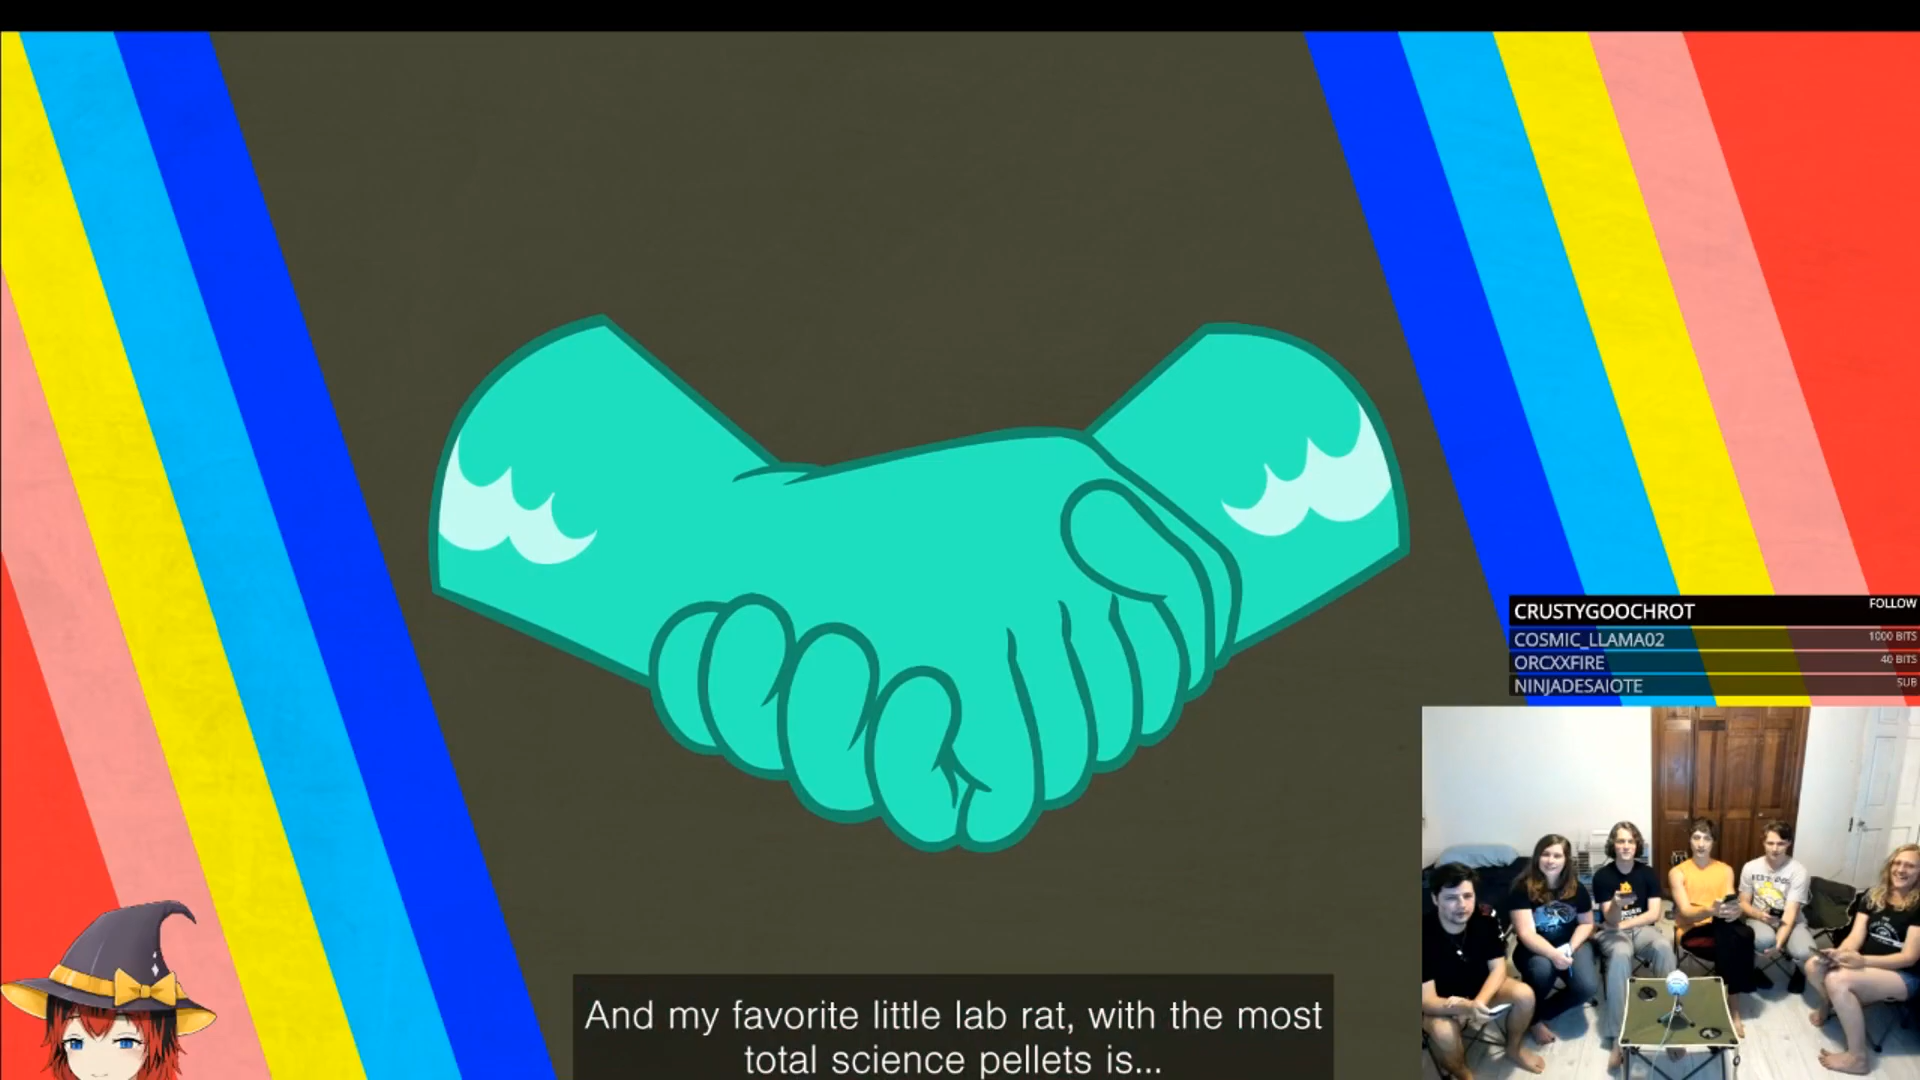 CRUSTYGOOCHROT FOLLOW
COSMIC_LLAMA02 1000 BITS
ORCXXFIRE 40 BITS
NINJADESAIOTE SUB
And my favorite little lab rat, with the most
total science pellets is...